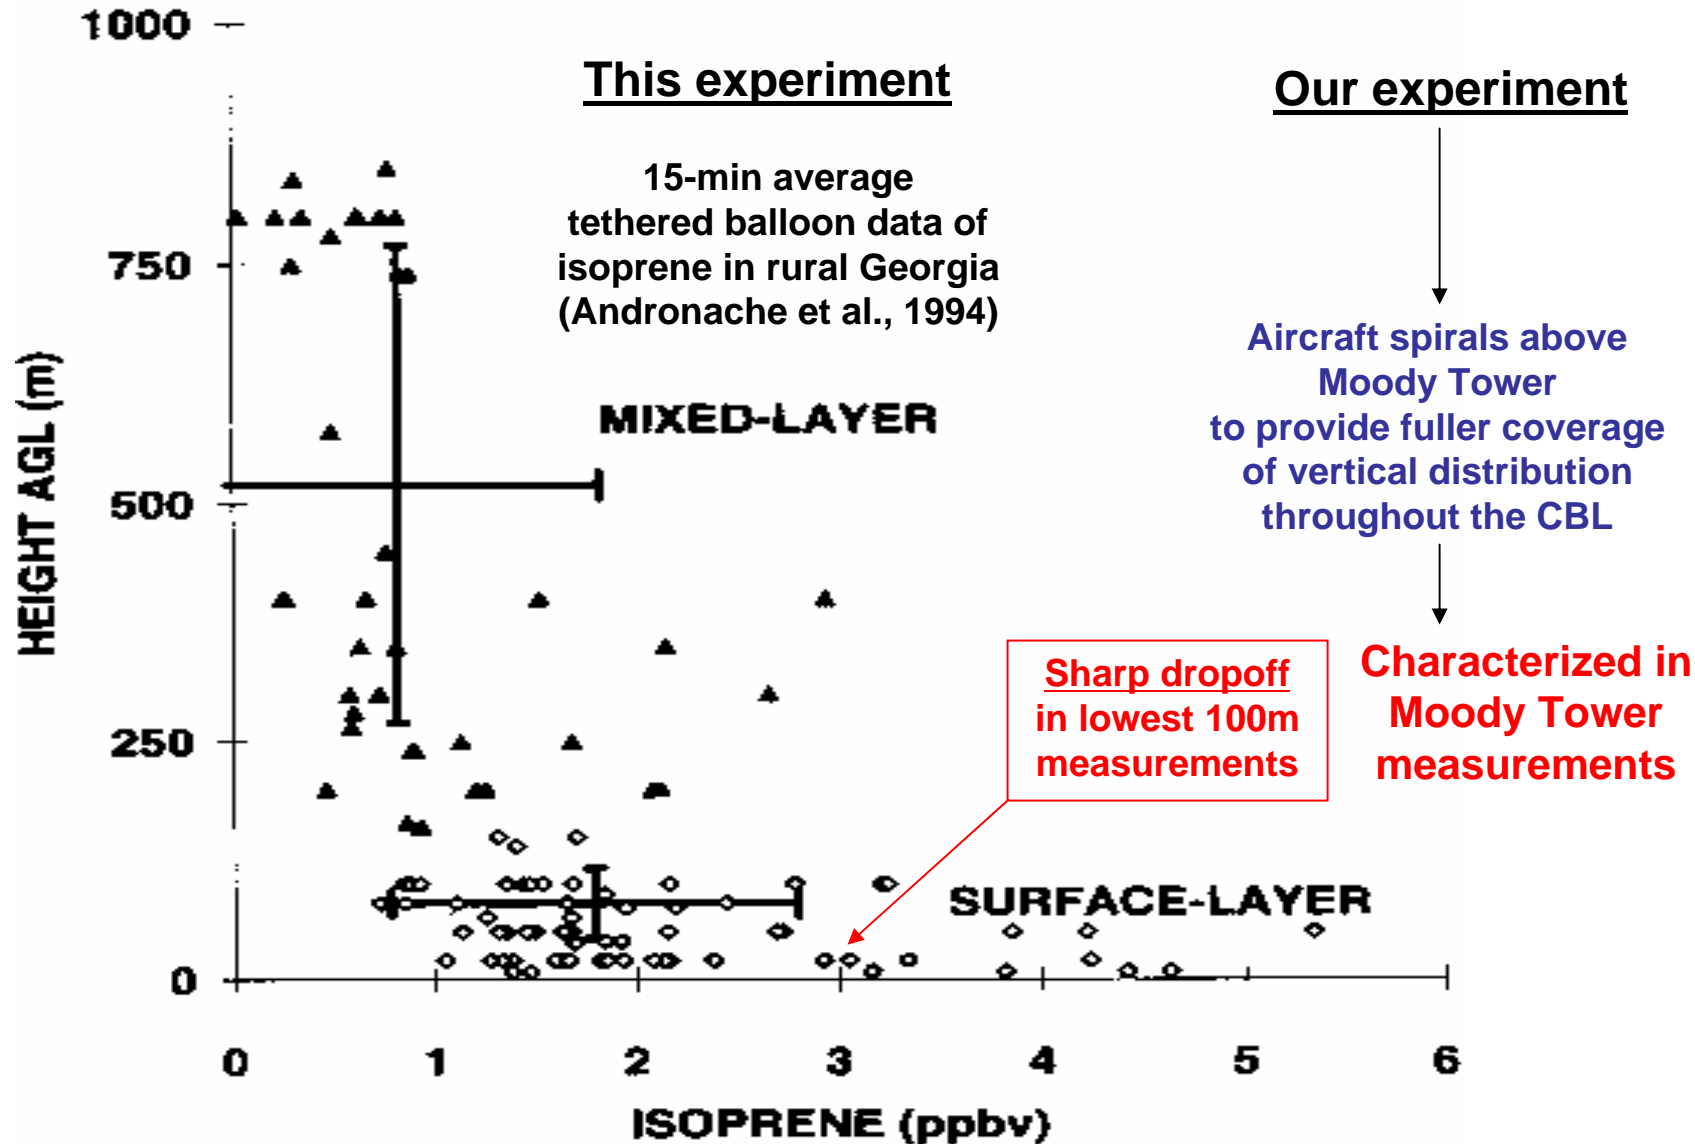 1000
750
500
250
0
HEIGHT AGL (m)
This experiment
15-min average
tethered balloon data of
isoprene in rural Georgia
(Andronache et al., 1994)
MIXED-LAYER
SURFACE-LAYER
Sharp dropoff
in lowest 100m
measurements
Our experiment
Aircraft spirals above
Moody Tower
to provide fuller coverage
of vertical distribution
throughout the CBL
Characterized in
Moody Tower
measurements
0 1 2 3 4 5 6
ISOPRENE (ppbv)